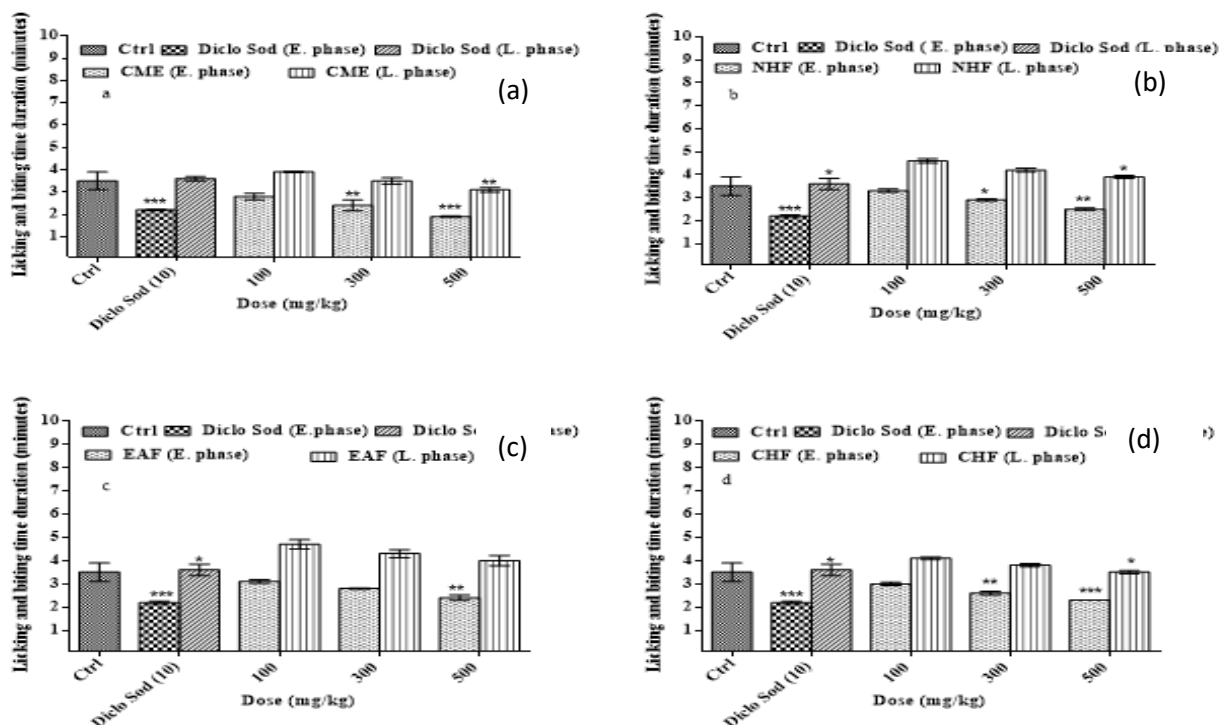 Licking and biting time duration (minutes)
10
9
8
7
6
5
4
3
2
1
Ctrl Diclo Sod (E. phase) Diclo Sod (L. phase)
CME (E. phase) CME (L. phase)
(a)
a
*** ** *** **
Ctrl Diclo Sod (10) 100 300 500
Dose (mg/kg)
Licking and biting time duration (minutes)
10
9
8
7
6
5
4
3
2
1
Ctrl Diclo Sod ( E. phase) Diclo Sod (L. phase)
NHF (E. phase) NHF (L. phase)
(b)
b
*** * * ** *
Ctrl Diclo Sod (10) 100 300 500
Dose (mg/kg)
Licking and biting time duration (minutes)
10
9
8
7
6
5
4
3
2
1
Ctrl Diclo Sod (E.phase)
EAF (E. phase) EAF (L. phase)
(c)
c
*** * **
Ctrl Diclo Sod (10) 100 300 500
Dose (mg/kg)
Licking and biting time duration (minutes)
10
9
8
7
6
5
4
3
2
1
Ctrl Diclo Sod (E. phase)
CHF (E. phase) CHF (L. phase)
(d)
d
*** * ** *** *
Ctrl Diclo Sod (10) 100 300 500
Dose (mg/kg)